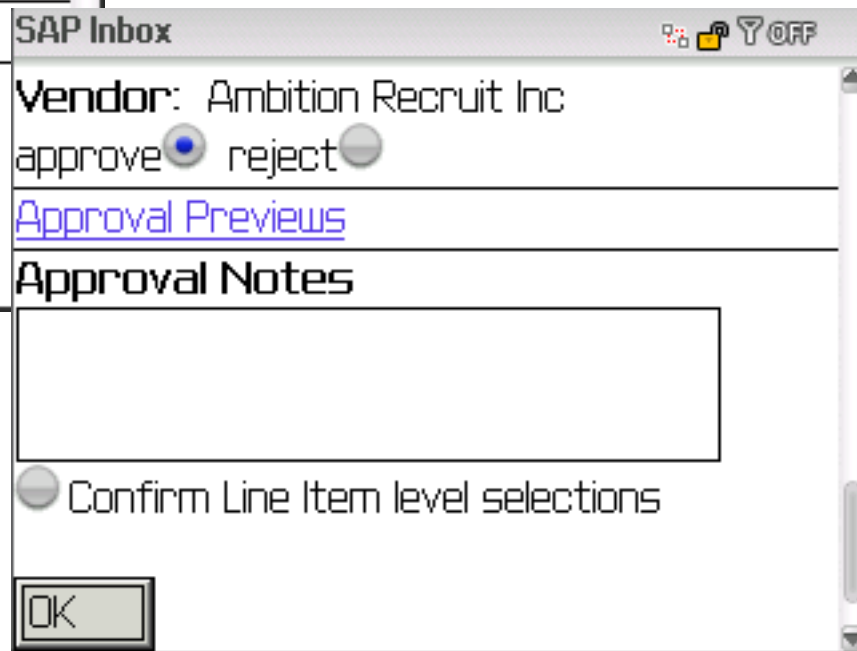 SAP Inbox OFF
Vendor: Ambition Recruit Inc
approve reject
Approval Previews
Approval Notes
Confirm Line Item level selections
OK